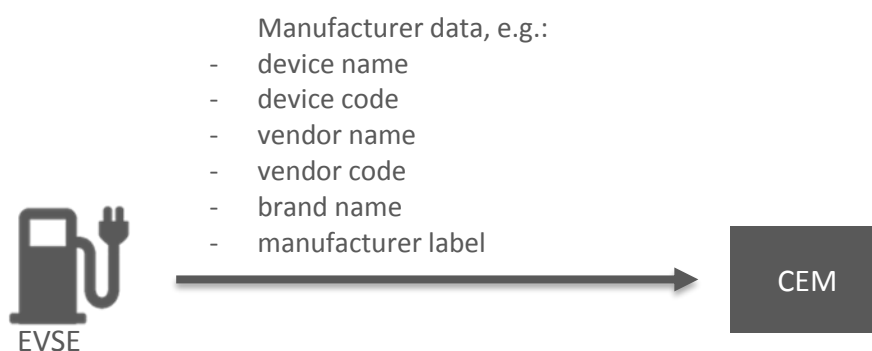 Manufacturer data, e.g.:
- device name
- device code
- vendor name
- vendor code
- brand name
- manufacturer label
CEM
EVSE